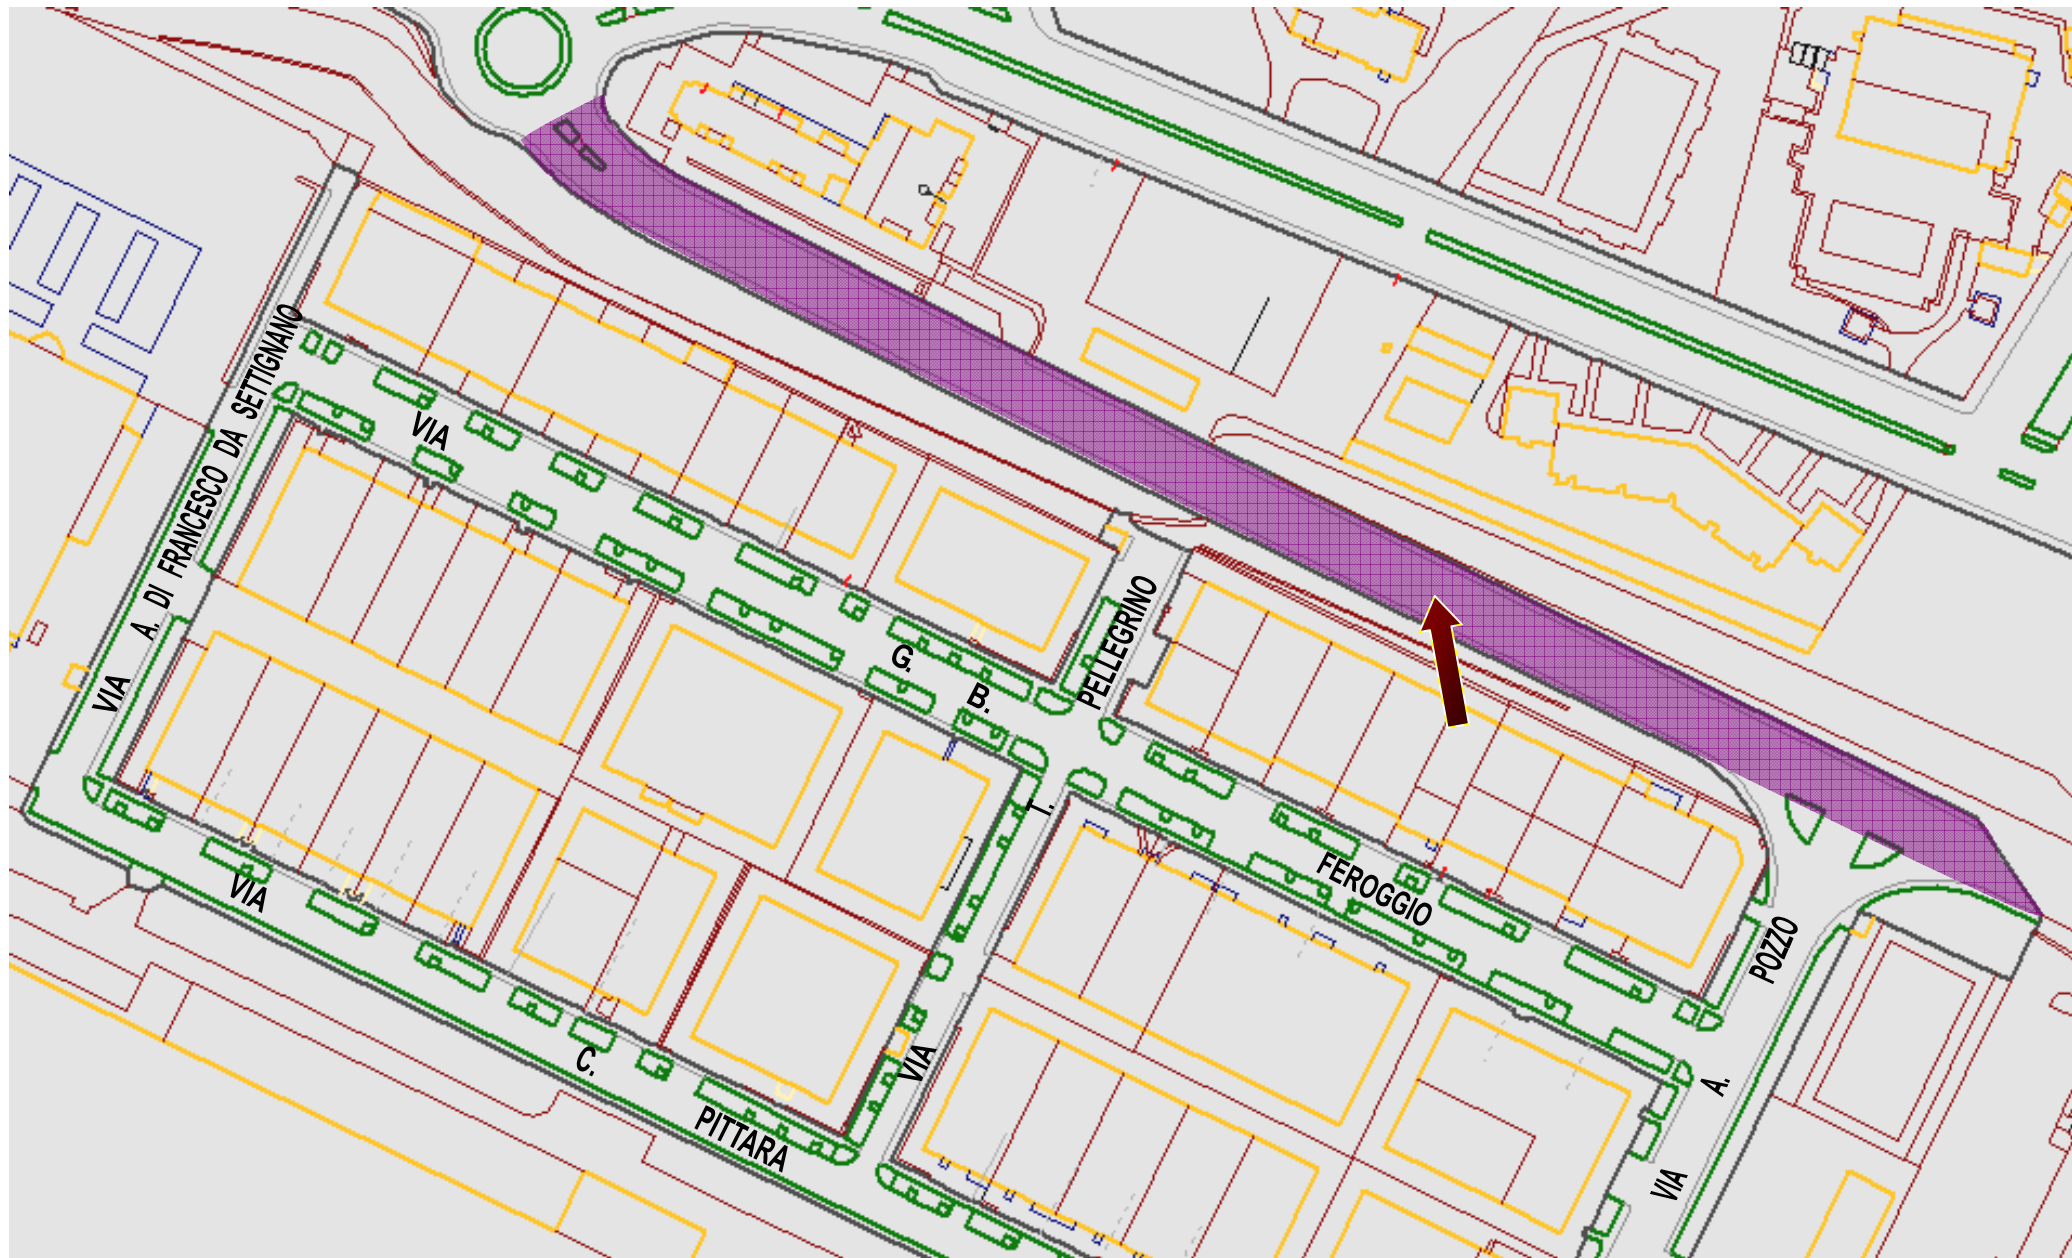 VIA A. DI FRANCESCO DA SETTIGNANO
VIA G. B. FEROGGIO
VIA T. PELLEGRINO
VIA C. PITTARA
VIA A. POZZO